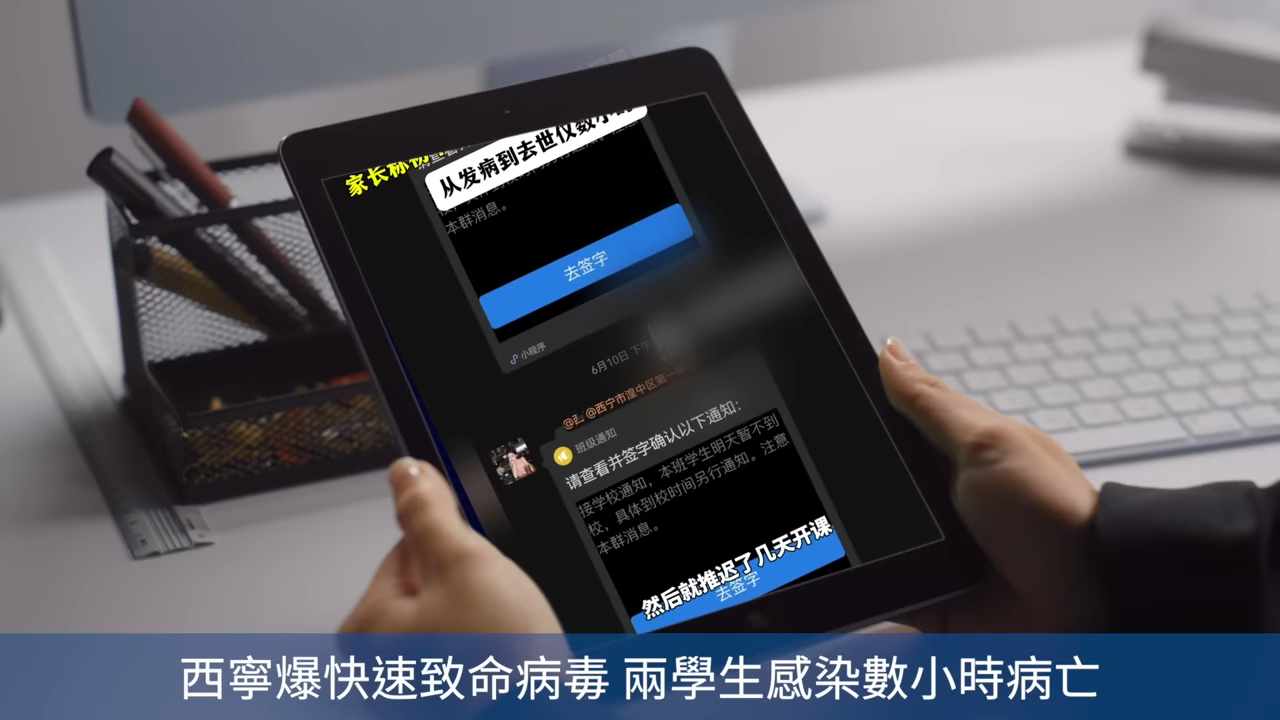 家长称
从发病到去世仅数小
本群消息。
去签字
小程序
6月10日 下午
@西宁市湟中区第一
班级通知
请查看并签字确认以下通知：
接学校通知，本班学生明天暂不到
校，具体到校时间另行通知。注意
本群消息。
然后就推迟了几天开课
去签字
西寧爆快速致命病毒 兩學生感染數小時病亡